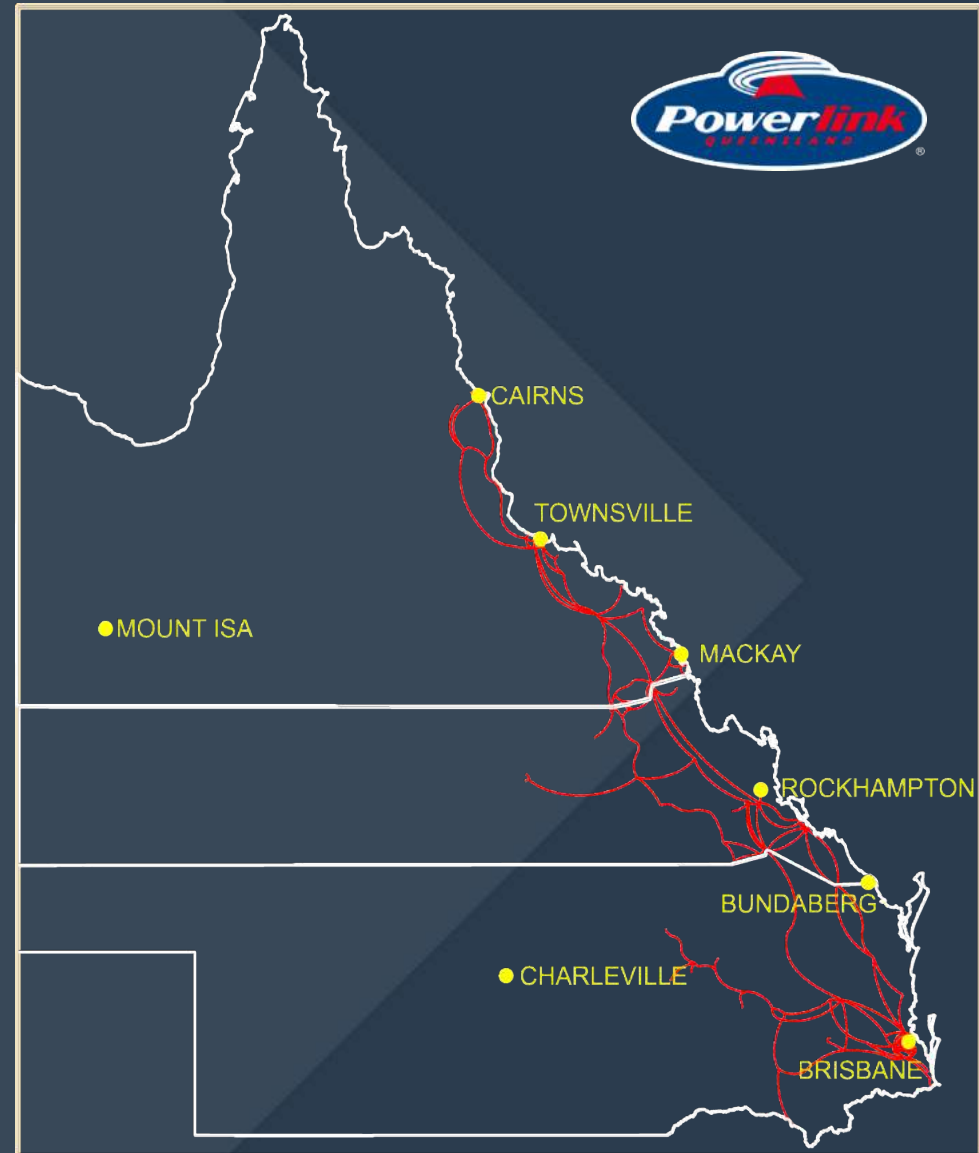 Powerlink
QUEENSLAND
®
CAIRNS
TOWNSVILLE
MOUNT ISA
MACKAY
ROCKHAMPTON
BUNDABERG
CHARLEVILLE
BRISBANE